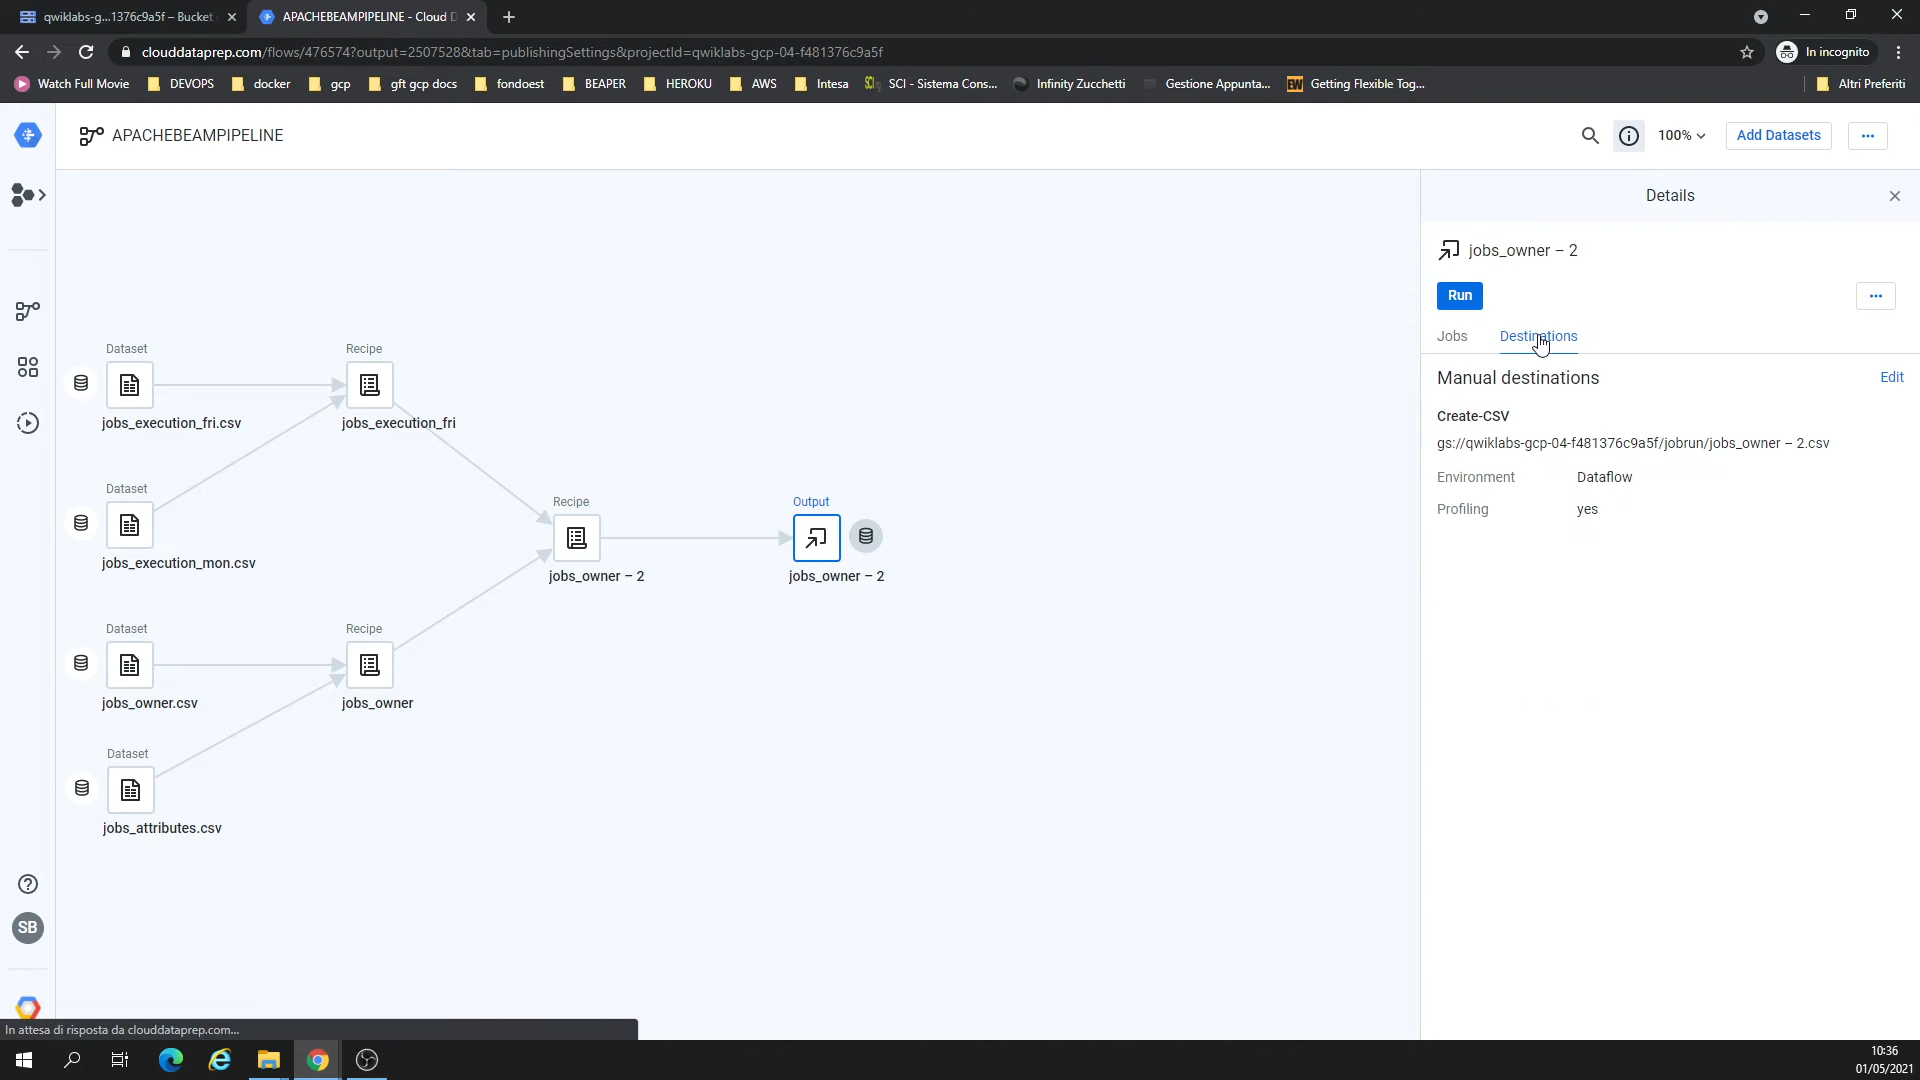 qwiklabs-g...1376c9a5f – Bucket
APACHEBEAMPIPELINE - Cloud D
clouddataprep.com/flows/476574?output=2507528&tab=publishingSettings&projectId=qwiklabs-gcp-04-f481376c9a5f
In incognito
Watch Full Movie
DEVOPS
docker
gcp
gft gcp docs
fondoest
BEAPER
HEROKU
AWS
Intesa
SCI - Sistema Cons...
Infinity Zucchetti
Gestione Appunta...
EW
Getting Flexible Tog...
Altri Preferiti
APACHEBEAMPIPELINE
100%
Add Datasets
Details
jobs_owner – 2
Run
Jobs
Destinations
Manual destinations
Edit
Create-CSV
gs://qwiklabs-gcp-04-f481376c9a5f/jobrun/jobs_owner – 2.csv
Environment Dataflow
Profiling yes
Dataset
jobs_execution_fri.csv
Recipe
jobs_execution_fri
Dataset
jobs_execution_mon.csv
Recipe
jobs_owner – 2
Output
jobs_owner – 2
Dataset
jobs_owner.csv
Recipe
jobs_owner
Dataset
jobs_attributes.csv
SB
In attesa di risposta da clouddataprep.com...
10:36
01/05/2021